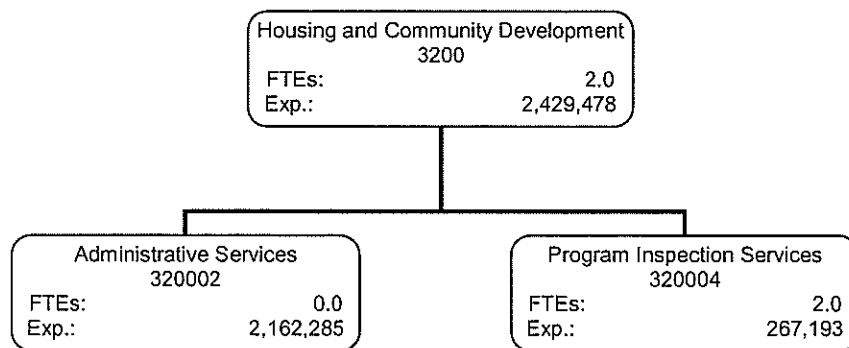 Housing and Community Development
3200
FTEs: 2.0
Exp.: 2,429,478
Administrative Services
320002
FTEs: 0.0
Exp.: 2,162,285
Program Inspection Services
320004
FTEs: 2.0
Exp.: 267,193